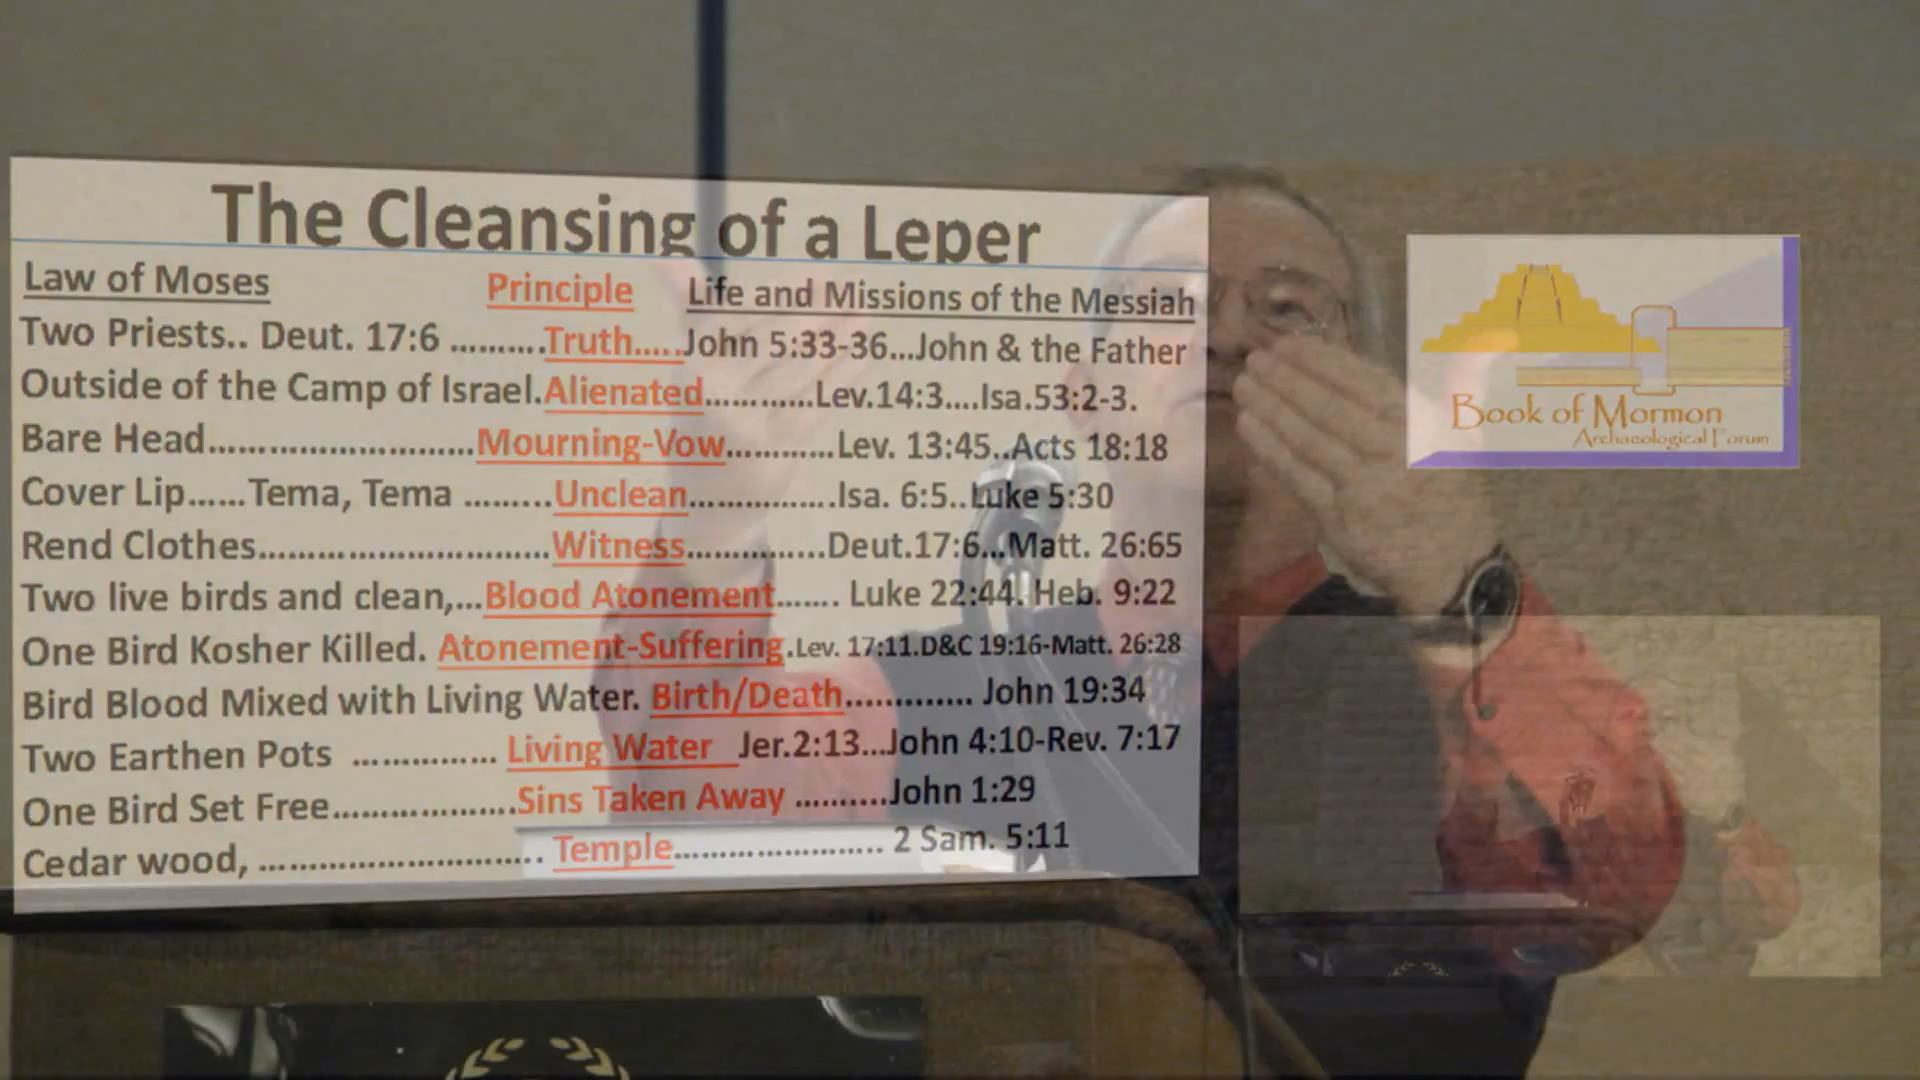 The Cleansing of a Leper
Law of Moses Principle Life and Missions of the Messiah
Two Priests.. Deut. 17:6 ..........Truth.....John 5:33-36...John & the Father
Outside of the Camp of Israel.Alienated............Lev.14:3....Isa.53:2-3.
Bare Head...........................Mourning-Vow............Lev. 13:45..Acts 18:18
Cover Lip......Tema, Tema .........Unclean................Isa. 6:5..Luke 5:30
Rend Clothes..............................Witness...............Deut.17:6...Matt. 26:65
Two live birds and clean,...Blood Atonement....... Luke 22:44. Heb. 9:22
One Bird Kosher Killed. Atonement-Suffering.Lev. 17:11.D&C 19:16-Matt. 26:28
Bird Blood Mixed with Living Water. Birth/Death............. John 19:34
Two Earthen Pots ............... Living Water Jer.2:13...John 4:10-Rev. 7:17
One Bird Set Free...................Sins Taken Away ..........John 1:29
Cedar wood, ............................. Temple....................... 2 Sam. 5:11
Book of Mormon
Archaeological Forum